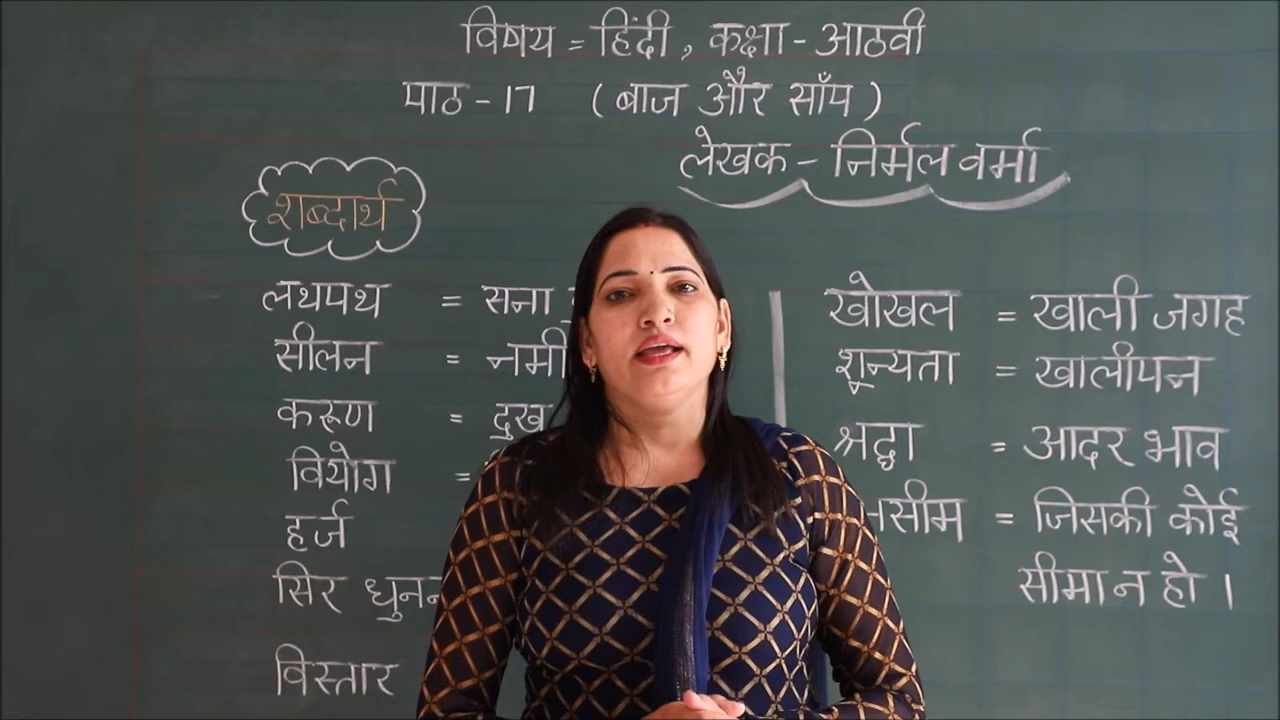 विषय = हिंदी, कक्षा - आठवी
पाठ - 17 (बाज और साँप)
लेखक - निर्मल वर्मा
शब्दार्थ
लथपथ = सना
सीलन = नमी
करूण = दुख
वियोग =
हर्ज
सिर
विस्तार
खोखल = खाली जगह
शून्यता = खालीपन
श्रद्धा = आदर भाव
= जिसकी कोई
सीमा न हो ।